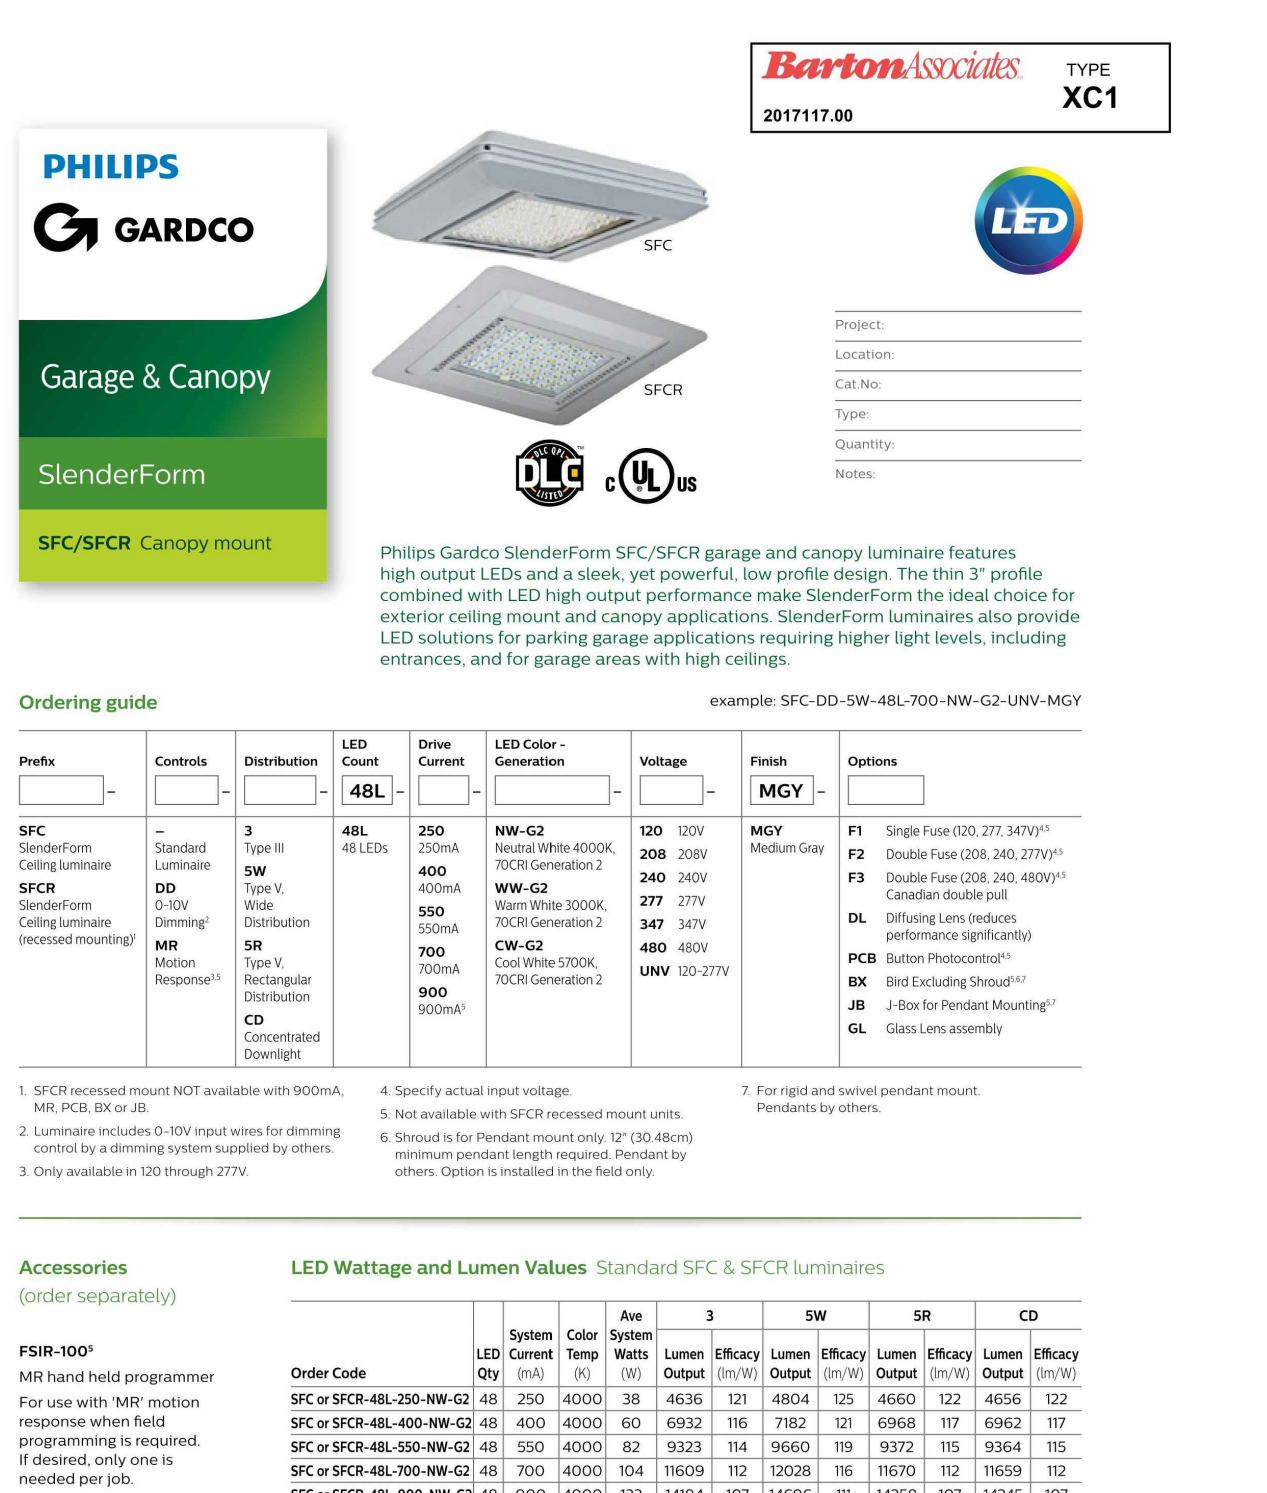 Barton Associates
TYPE
XC1
2017117.00
PHILIPS
GARDCO
Garage & Canopy
SlenderForm
SFC/SFCR Canopy mount
SFC
SFCR
LED
DLC QPL
DLC
LISTED
™
C UL US
®
Project:
Location:
Cat.No:
Type:
Quantity:
Notes:
Philips Gardco SlenderForm SFC/SFCR garage and canopy luminaire features
high output LEDs and a sleek, yet powerful, low profile design. The thin 3" profile
combined with LED high output performance make SlenderForm the ideal choice for
exterior ceiling mount and canopy applications. SlenderForm luminaires also provide
LED solutions for parking garage applications requiring higher light levels, including
entrances, and for garage areas with high ceilings.
Ordering guide
example: SFC-DD-5W-48L-700-NW-G2-UNV-MGY
Prefix
–
SFC
SlenderForm
Ceiling luminaire
SFCR
SlenderForm
Ceiling luminaire
(recessed mounting)1
Controls
–
–
Standard
Luminaire
DD
0-10V
Dimming2
MR
Motion
Response3,5
Distribution
–
3
Type III
5W
Type V,
Wide
Distribution
5R
Type V,
Rectangular
Distribution
CD
Concentrated
Downlight
LED
Count
48L –
48L
48 LEDs
Drive
Current
–
250
250mA
400
400mA
550
550mA
700
700mA
900
900mA5
LED Color -
Generation
–
NW-G2
Neutral White 4000K,
70CRI Generation 2
WW-G2
Warm White 3000K,
70CRI Generation 2
CW-G2
Cool White 5700K,
70CRI Generation 2
Voltage
–
120 120V
208 208V
240 240V
277 277V
347 347V
480 480V
UNV 120-277V
Finish
MGY –
MGY
Medium Gray
Options
F1 Single Fuse (120, 277, 347V)4,5
F2 Double Fuse (208, 240, 277V)4,5
F3 Double Fuse (208, 240, 480V)4,5
Canadian double pull
DL Diffusing Lens (reduces
performance significantly)
PCB Button Photocontrol4,5
BX Bird Excluding Shroud5,6,7
JB J-Box for Pendant Mounting5,7
GL Glass Lens assembly
1. SFCR recessed mount NOT available with 900mA,
MR, PCB, BX or JB.
2. Luminaire includes 0-10V input wires for dimming
control by a dimming system supplied by others.
3. Only available in 120 through 277V.
4. Specify actual input voltage.
5. Not available with SFCR recessed mount units.
6. Shroud is for Pendant mount only. 12" (30.48cm)
minimum pendant length required. Pendant by
others. Option is installed in the field only.
7. For rigid and swivel pendant mount.
Pendants by others.
Accessories
(order separately)
FSIR-1005
MR hand held programmer
For use with 'MR' motion
response when field
programming is required.
If desired, only one is
needed per job.
LED Wattage and Lumen Values Standard SFC & SFCR luminaires
Order Code
LED
Qty
System
Current
(mA)
Color
Temp
(K)
Ave
System
Watts
(W)
3 5W 5R CD
Lumen Efficacy Lumen Efficacy Lumen Efficacy Lumen Efficacy
Output (lm/W) Output (lm/W) Output (lm/W) Output (lm/W)
SFC or SFCR-48L-250-NW-G2 48 250 4000 38 4636 121 4804 125 4660 122 4656 122
SFC or SFCR-48L-400-NW-G2 48 400 4000 60 6932 116 7182 121 6968 117 6962 117
SFC or SFCR-48L-550-NW-G2 48 550 4000 82 9323 114 9660 119 9372 115 9364 115
SFC or SFCR-48L-700-NW-G2 48 700 4000 104 11609 112 12028 116 11670 112 11659 112